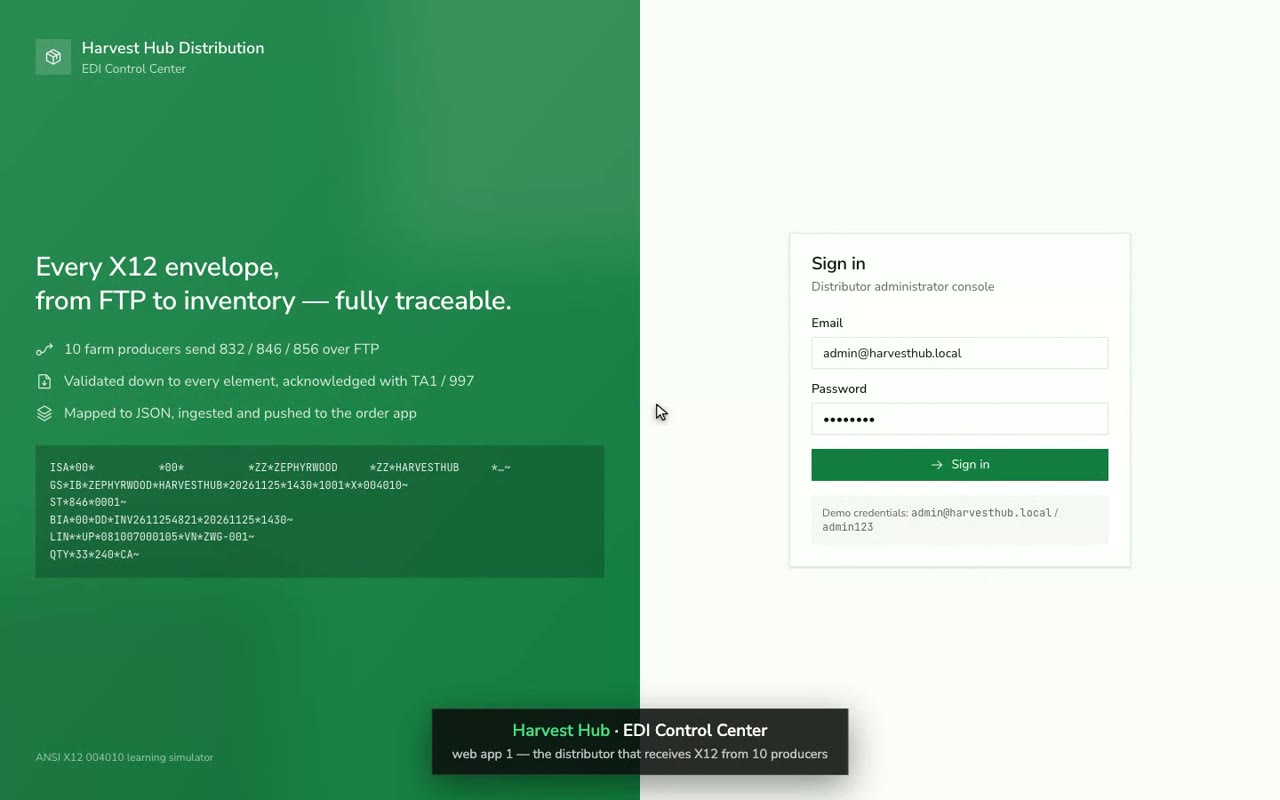 Harvest Hub Distribution
EDI Control Center
Every X12 envelope,
from FTP to inventory — fully traceable.
10 farm producers send 832 / 846 / 856 over FTP
Validated down to every element, acknowledged with TA1 / 997
Mapped to JSON, ingested and pushed to the order app
ISA*00*          *00*          *ZZ*ZEPHYRWOOD     *ZZ*HARVESTHUB     *…~
GS*IB*ZEPHYRWOOD*HARVESTHUB*20261125*1430*1001*X*004010~
ST*846*0001~
BIA*00*DD*INV2611254821*20261125*1430~
LIN**UP*081007000105*VN*ZWG-001~
QTY*33*240*CA~
ANSI X12 004010 learning simulator
Sign in
Distributor administrator console
Email
admin@harvesthub.local
Password
••••••••
Sign in
Demo credentials: admin@harvesthub.local /
admin123
Harvest Hub · EDI Control Center
web app 1 — the distributor that receives X12 from 10 producers